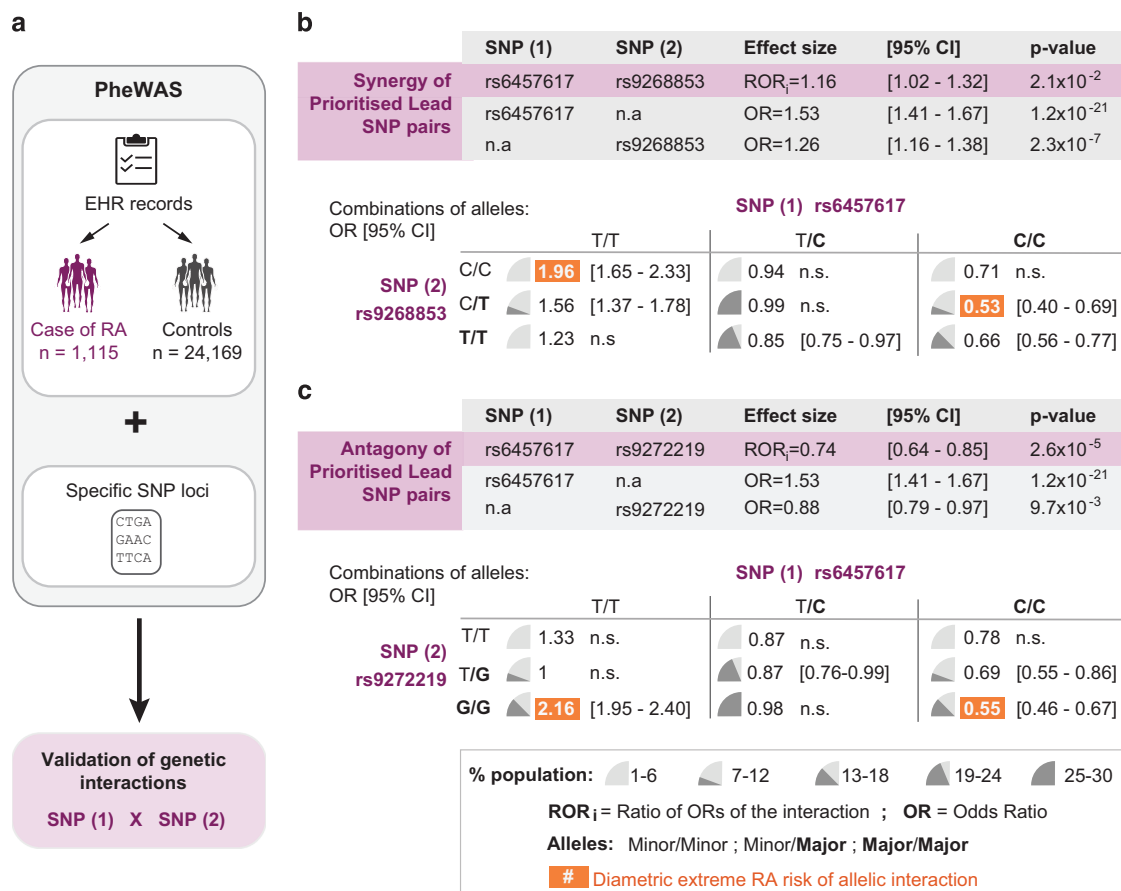 a
PheWAS
EHR records
Case of RA
n = 1,115
Controls
n = 24,169
+
Specific SNP loci
CTGA
GAAC
TTCA
Validation of genetic
interactions
SNP (1) X SNP (2)
b
SNP (1) SNP (2) Effect size [95% CI] p-value
Synergy of
Prioritised Lead
SNP pairs
rs6457617 rs9268853 RORi=1.16 [1.02 - 1.32] 2.1x10-2
rs6457617 n.a OR=1.53 [1.41 - 1.67] 1.2x10-21
n.a rs9268853 OR=1.26 [1.16 - 1.38] 2.3x10-7
Combinations of alleles:
OR [95% CI]
SNP (1) rs6457617
T/T T/C C/C
SNP (2)
rs9268853
C/C 1.96 [1.65 - 2.33] 0.94 n.s. 0.71 n.s.
C/T 1.56 [1.37 - 1.78] 0.99 n.s. 0.53 [0.40 - 0.69]
T/T 1.23 n.s 0.85 [0.75 - 0.97] 0.66 [0.56 - 0.77]
c
SNP (1) SNP (2) Effect size [95% CI] p-value
Antagony of
Prioritised Lead
SNP pairs
rs6457617 rs9272219 RORi=0.74 [0.64 - 0.85] 2.6x10-5
rs6457617 n.a OR=1.53 [1.41 - 1.67] 1.2x10-21
n.a rs9272219 OR=0.88 [0.79 - 0.97] 9.7x10-3
Combinations of alleles:
OR [95% CI]
SNP (1) rs6457617
T/T T/C C/C
SNP (2)
rs9272219
T/T 1.33 n.s. 0.87 n.s. 0.78 n.s.
T/G 1 n.s. 0.87 [0.76-0.99] 0.69 [0.55 - 0.86]
G/G 2.16 [1.95 - 2.40] 0.98 n.s. 0.55 [0.46 - 0.67]
% population: 1-6 7-12 13-18 19-24 25-30
RORi = Ratio of ORs of the interaction ; OR = Odds Ratio
Alleles: Minor/Minor ; Minor/Major ; Major/Major
# Diametric extreme RA risk of allelic interaction